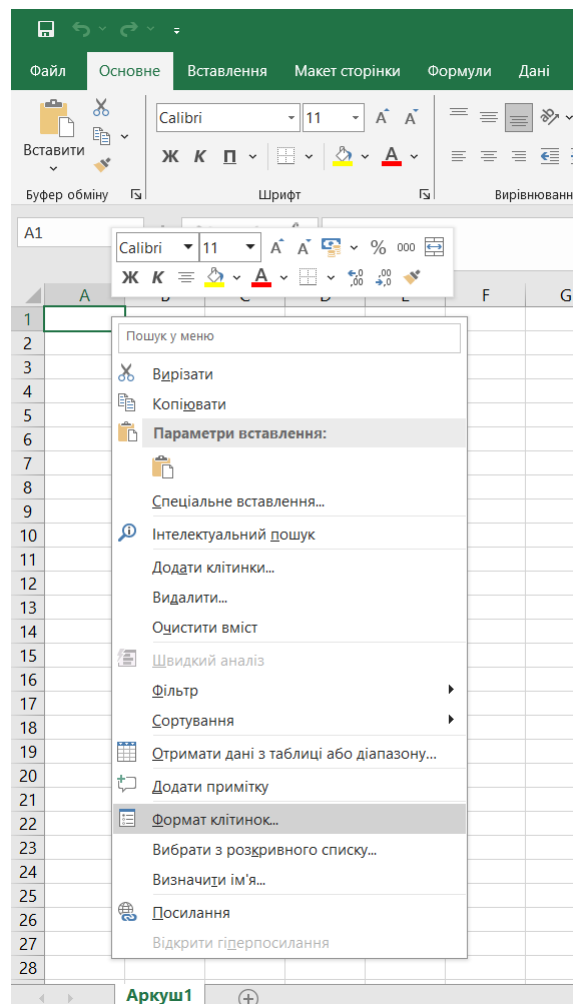 Файл Основне Вставлення Макет сторінки Формули Дані
Calibri 11 А А
Вставити
Ж К П А
Буфер обміну Шрифт
A1
Calibri 11 А А % 000
Ж К А ,00 ,00 ,0
A F G
1
Пошук у меню
2
3
Вирізати
4
Копіювати
5
6
Параметри вставлення:
7
8
Спеціальне вставлення...
9
10
Інтелектуальний пошук
11
Додати клітинки...
12
Видалити...
13
Очистити вміст
14
15
Швидкий аналіз
16
Фільтр
17
Сортування
18
19
Отримати дані з таблиці або діапазону...
20
Додати примітку
21
22
Формат клітинок...
23
Вибрати з розкривного списку...
24
Визначити ім'я...
25
26
Посилання
27
Відкрити гіперпосилання
28
Аркуш1